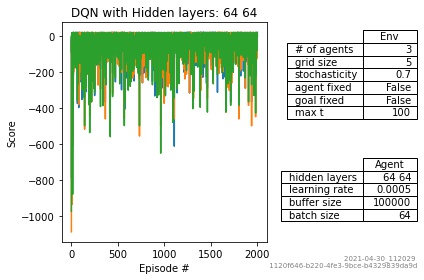 DQN with Hidden layers: 64 64
Score
0
−200
−400
−600
−800
−1000
0 500 1000 1500 2000
Episode #
Env
# of agents 3
grid size 5
stochasticity 0.7
agent fixed False
goal fixed False
max t 100
Agent
hidden layers 64 64
learning rate 0.0005
buffer size 100000
batch size 64
2021-04-30_112029
1120f646-b220-4fe3-9bce-b4329839da9d